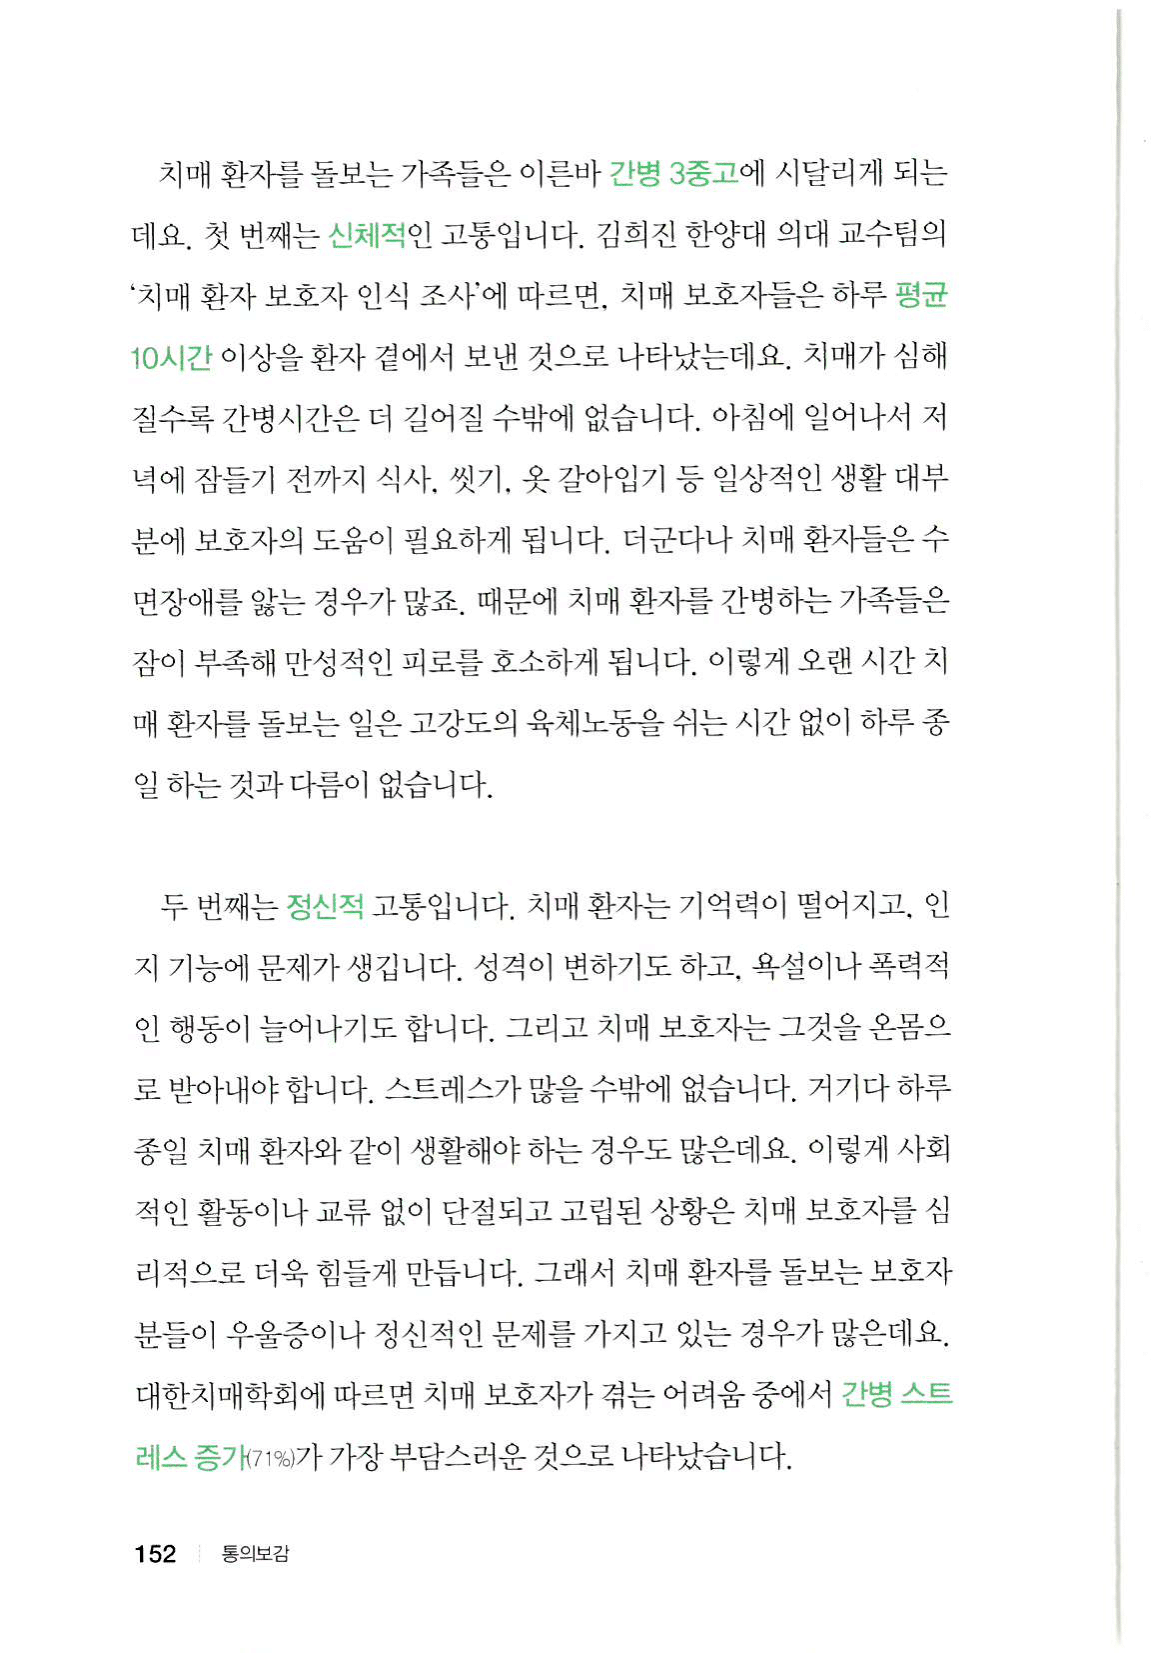 치매 환자를 돌보는 가족들은 이른바 간병 3중고에 시달리게 되는
데요. 첫 번째는 신체적인 고통입니다. 김희진 한양대 의대 교수팀의
‘치매 환자 보호자 인식 조사’에 따르면, 치매 보호자들은 하루 평균
10시간 이상을 환자 곁에서 보낸 것으로 나타났는데요. 치매가 심해
질수록 간병시간은 더 길어질 수밖에 없습니다. 아침에 일어나서 저
녁에 잠들기 전까지 식사, 씻기, 옷 갈아입기 등 일상적인 생활 대부
분에 보호자의 도움이 필요하게 됩니다. 더군다나 치매 환자들은 수
면장애를 앓는 경우가 많죠. 때문에 치매 환자를 간병하는 가족들은
잠이 부족해 만성적인 피로를 호소하게 됩니다. 이렇게 오랜 시간 치
매 환자를 돌보는 일은 고강도의 육체노동을 쉬는 시간 없이 하루 종
일 하는 것과 다름이 없습니다.
두 번째는 정신적 고통입니다. 치매 환자는 기억력이 떨어지고, 인
지 기능에 문제가 생깁니다. 성격이 변하기도 하고, 욕설이나 폭력적
인 행동이 늘어나기도 합니다. 그리고 치매 보호자는 그것을 온몸으
로 받아내야 합니다. 스트레스가 많을 수밖에 없습니다. 거기다 하루
종일 치매 환자와 같이 생활해야 하는 경우도 많은데요. 이렇게 사회
적인 활동이나 교류 없이 단절되고 고립된 상황은 치매 보호자를 심
리적으로 더욱 힘들게 만듭니다. 그래서 치매 환자를 돌보는 보호자
분들이 우울증이나 정신적인 문제를 가지고 있는 경우가 많은데요.
대한치매학회에 따르면 치매 보호자가 겪는 어려움 중에서 간병 스트
레스 증가(71%)가 가장 부담스러운 것으로 나타났습니다.
152 통의보감